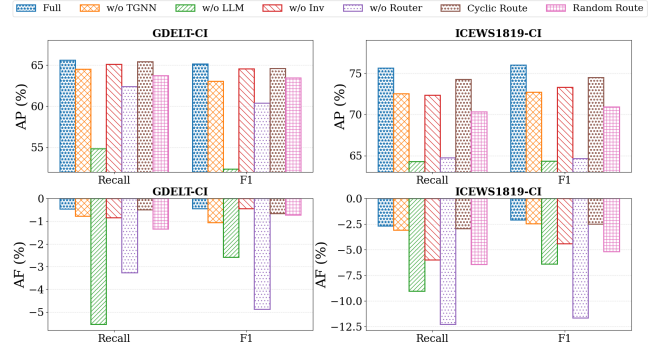 Full w/o TGNN w/o LLM w/o Inv w/o Router Cyclic Route Random Route
GDELT-CI
AP (%)
65
60
55
Recall F1
ICEWS1819-CI
AP (%)
75
70
65
Recall F1
GDELT-CI
AF (%)
0
−1
−2
−3
−4
−5
Recall F1
ICEWS1819-CI
AF (%)
0.0
−2.5
−5.0
−7.5
−10.0
−12.5
Recall F1